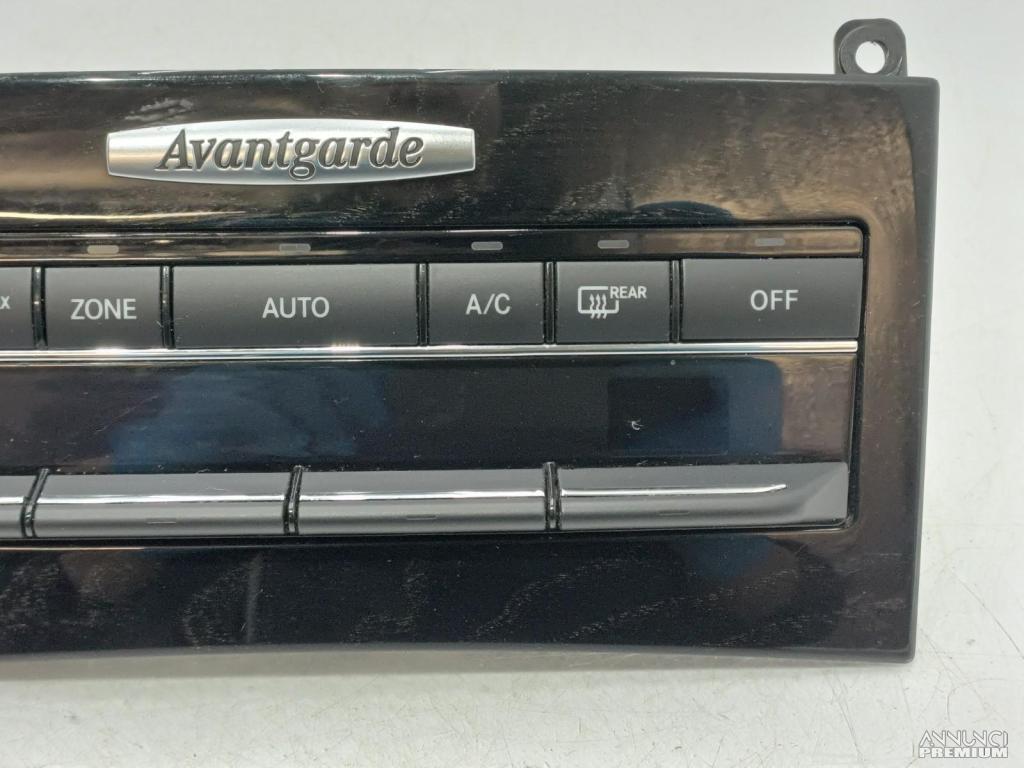 Avantgarde
ZONE
AUTO
A/C
REAR
OFF
ANNUNCI
PREMIUM